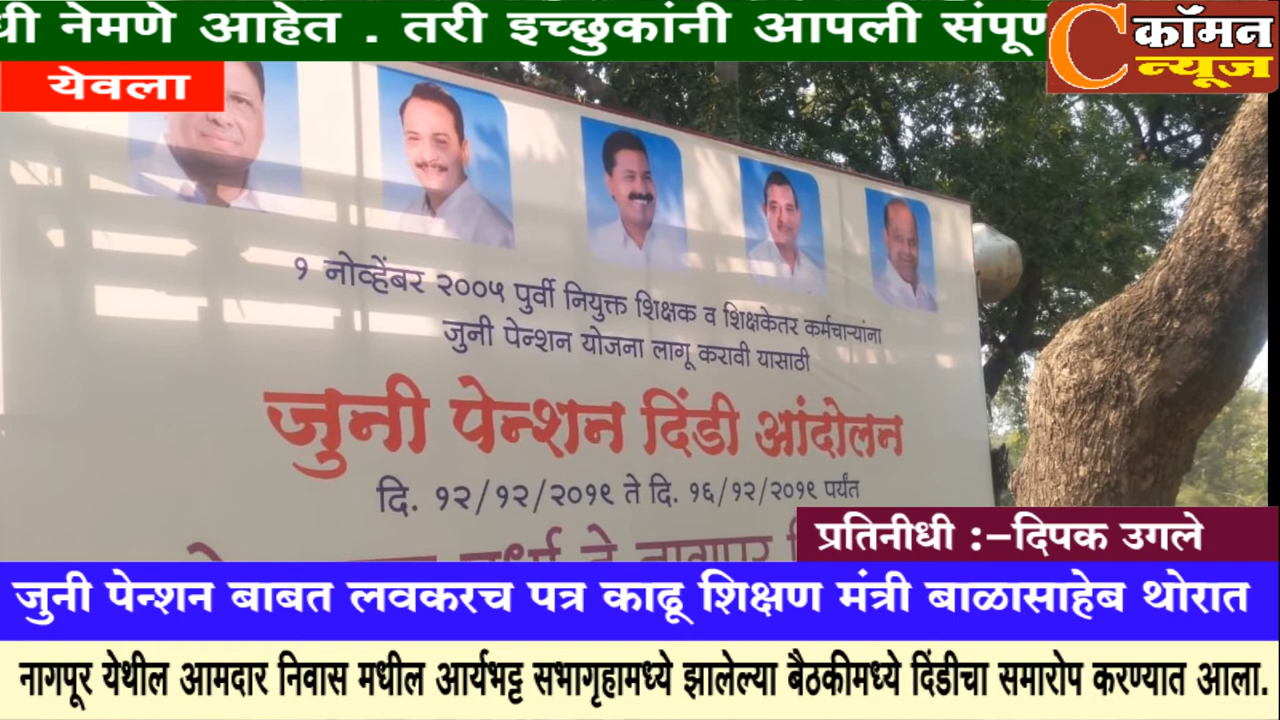 धी नेमणे आहेत . तरी इच्छुकांनी आपली संपूण
कॉमन
न्यूज
येवला
१ नोव्हेंबर २००५ पुर्वी नियुक्त शिक्षक व शिक्षकेतर कर्मचाऱ्यांना
जुनी पेन्शन योजना लागू करावी यासाठी
जुनी पेन्शन दिंडी आंदोलन
दि. १२/१२/२०१९ ते दि. १६/१२/२०१९ पर्यंत
ते नागपूर
प्रतिनीधी :–दिपक उगले
जुनी पेन्शन बाबत लवकरच पत्र काढू शिक्षण मंत्री बाळासाहेब थोरात
नागपूर येथील आमदार निवास मधील आर्यभट्ट सभागृहामध्ये झालेल्या बैठकीमध्ये दिंडीचा समारोप करण्यात आला.